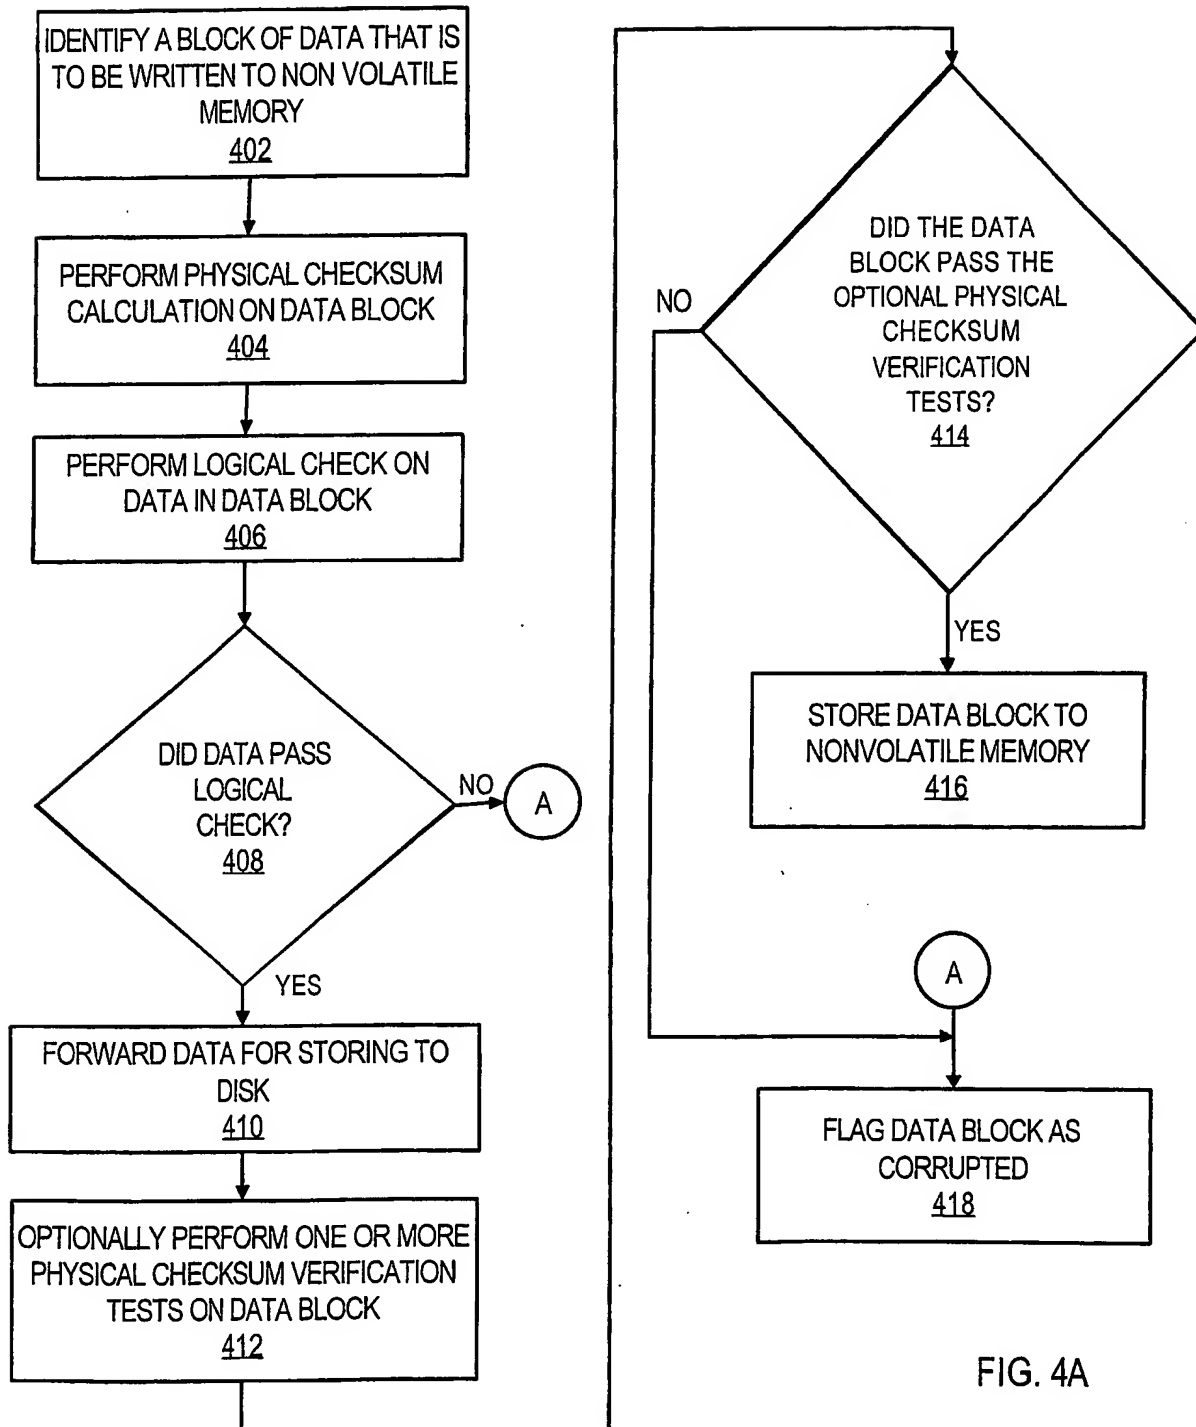 IDENTIFY A BLOCK OF DATA THAT IS
TO BE WRITTEN TO NON VOLATILE
MEMORY
402
PERFORM PHYSICAL CHECKSUM
CALCULATION ON DATA BLOCK
404
PERFORM LOGICAL CHECK ON
DATA IN DATA BLOCK
406
DID DATA PASS
LOGICAL
CHECK?
408
NO
A
YES
FORWARD DATA FOR STORING TO
DISK
410
OPTIONALLY PERFORM ONE OR MORE
PHYSICAL CHECKSUM VERIFICATION
TESTS ON DATA BLOCK
412
DID THE DATA
BLOCK PASS THE
OPTIONAL PHYSICAL
CHECKSUM
VERIFICATION
TESTS?
414
NO
YES
STORE DATA BLOCK TO
NONVOLATILE MEMORY
416
A
FLAG DATA BLOCK AS
CORRUPTED
418
FIG. 4A